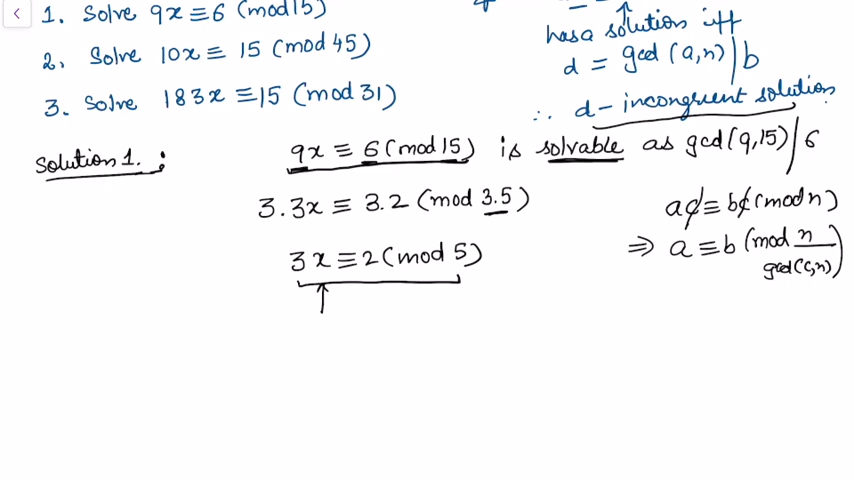 1. Solve 9x ≡ 6 (mod 15)
2. Solve 10x ≡ 15 (mod 45)
3. Solve 183x ≡ 15 (mod 31)
has a solution iff
d = gcd (a,n) | b
∴ d - incongruent solution
Solution 1. :
9x ≡ 6 (mod 15) is solvable as gcd (9,15) | 6
3.3x ≡ 3.2 (mod 3.5)
3x ≡ 2 (mod 5)
ac ≡ bc (mod n)
⇒ a ≡ b (mod n/gcd(c,n))